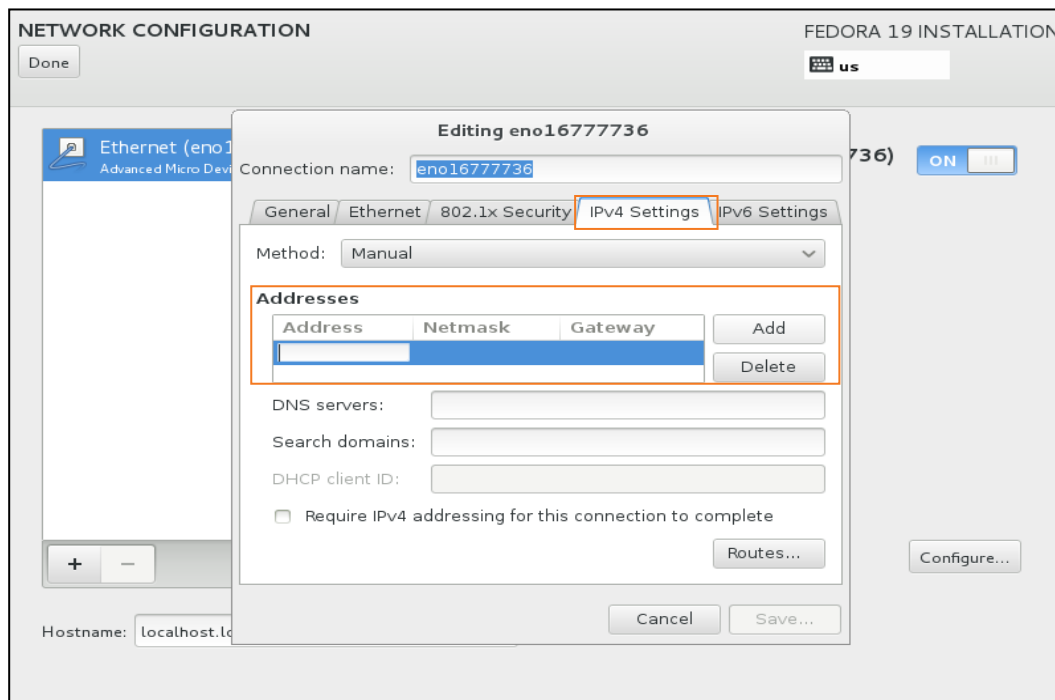 NETWORK CONFIGURATION
FEDORA 19 INSTALLATION
Done
us
Editing eno16777736
Ethernet (eno1
736)
ON
Advanced Micro Devi
Connection name: eno16777736
General Ethernet 802.1x Security IPv4 Settings IPv6 Settings
Method: Manual
Addresses
Address Netmask Gateway
Add
Delete
DNS servers:
Search domains:
DHCP client ID:
Require IPv4 addressing for this connection to complete
Routes...
+ −
Configure...
Cancel Save...
Hostname: localhost.lo